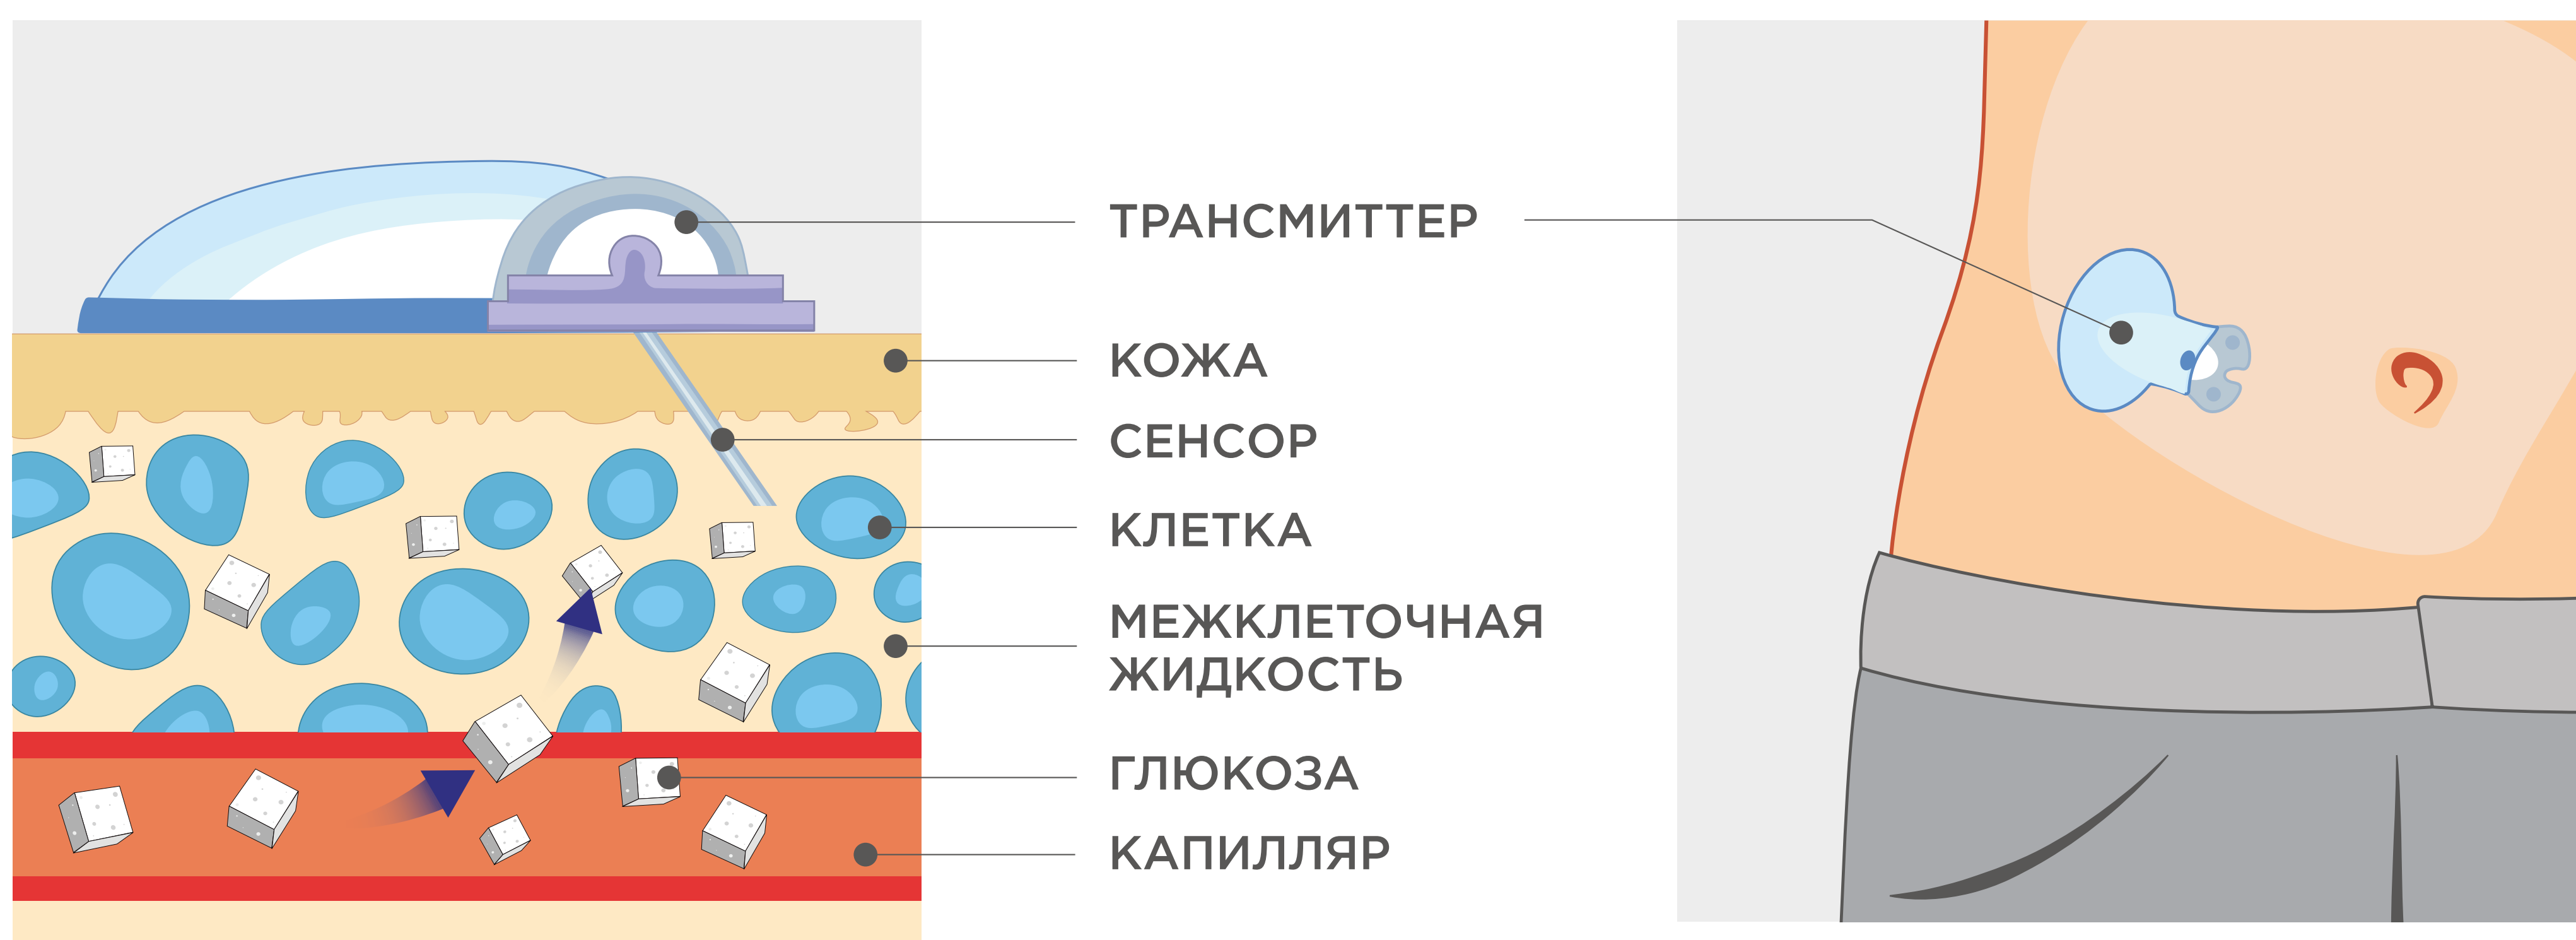 ТРАНСМИТТЕР
КОЖА
СЕНСОР
КЛЕТКА
МЕЖКЛЕТОЧНАЯ
ЖИДКОСТЬ
ГЛЮКОЗА
КАПИЛЛЯР